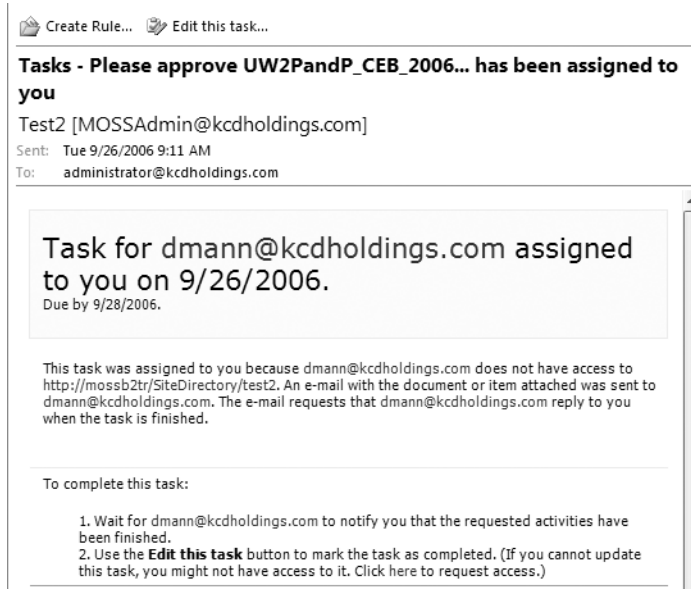 Create Rule... Edit this task...
Tasks - Please approve UW2PandP_CEB_2006... has been assigned to
you
Test2 [MOSSAdmin@kcdholdings.com]
Sent: Tue 9/26/2006 9:11 AM
To: administrator@kcdholdings.com
Task for dmann@kcdholdings.com assigned
to you on 9/26/2006.
Due by 9/28/2006.
This task was assigned to you because dmann@kcdholdings.com does not have access to
http://mossb2tr/SiteDirectory/test2. An e-mail with the document or item attached was sent to
dmann@kcdholdings.com. The e-mail requests that dmann@kcdholdings.com reply to you
when the task is finished.
To complete this task:
1. Wait for dmann@kcdholdings.com to notify you that the requested activities have
been finished.
2. Use the Edit this task button to mark the task as completed. (If you cannot update
this task, you might not have access to it. Click here to request access.)